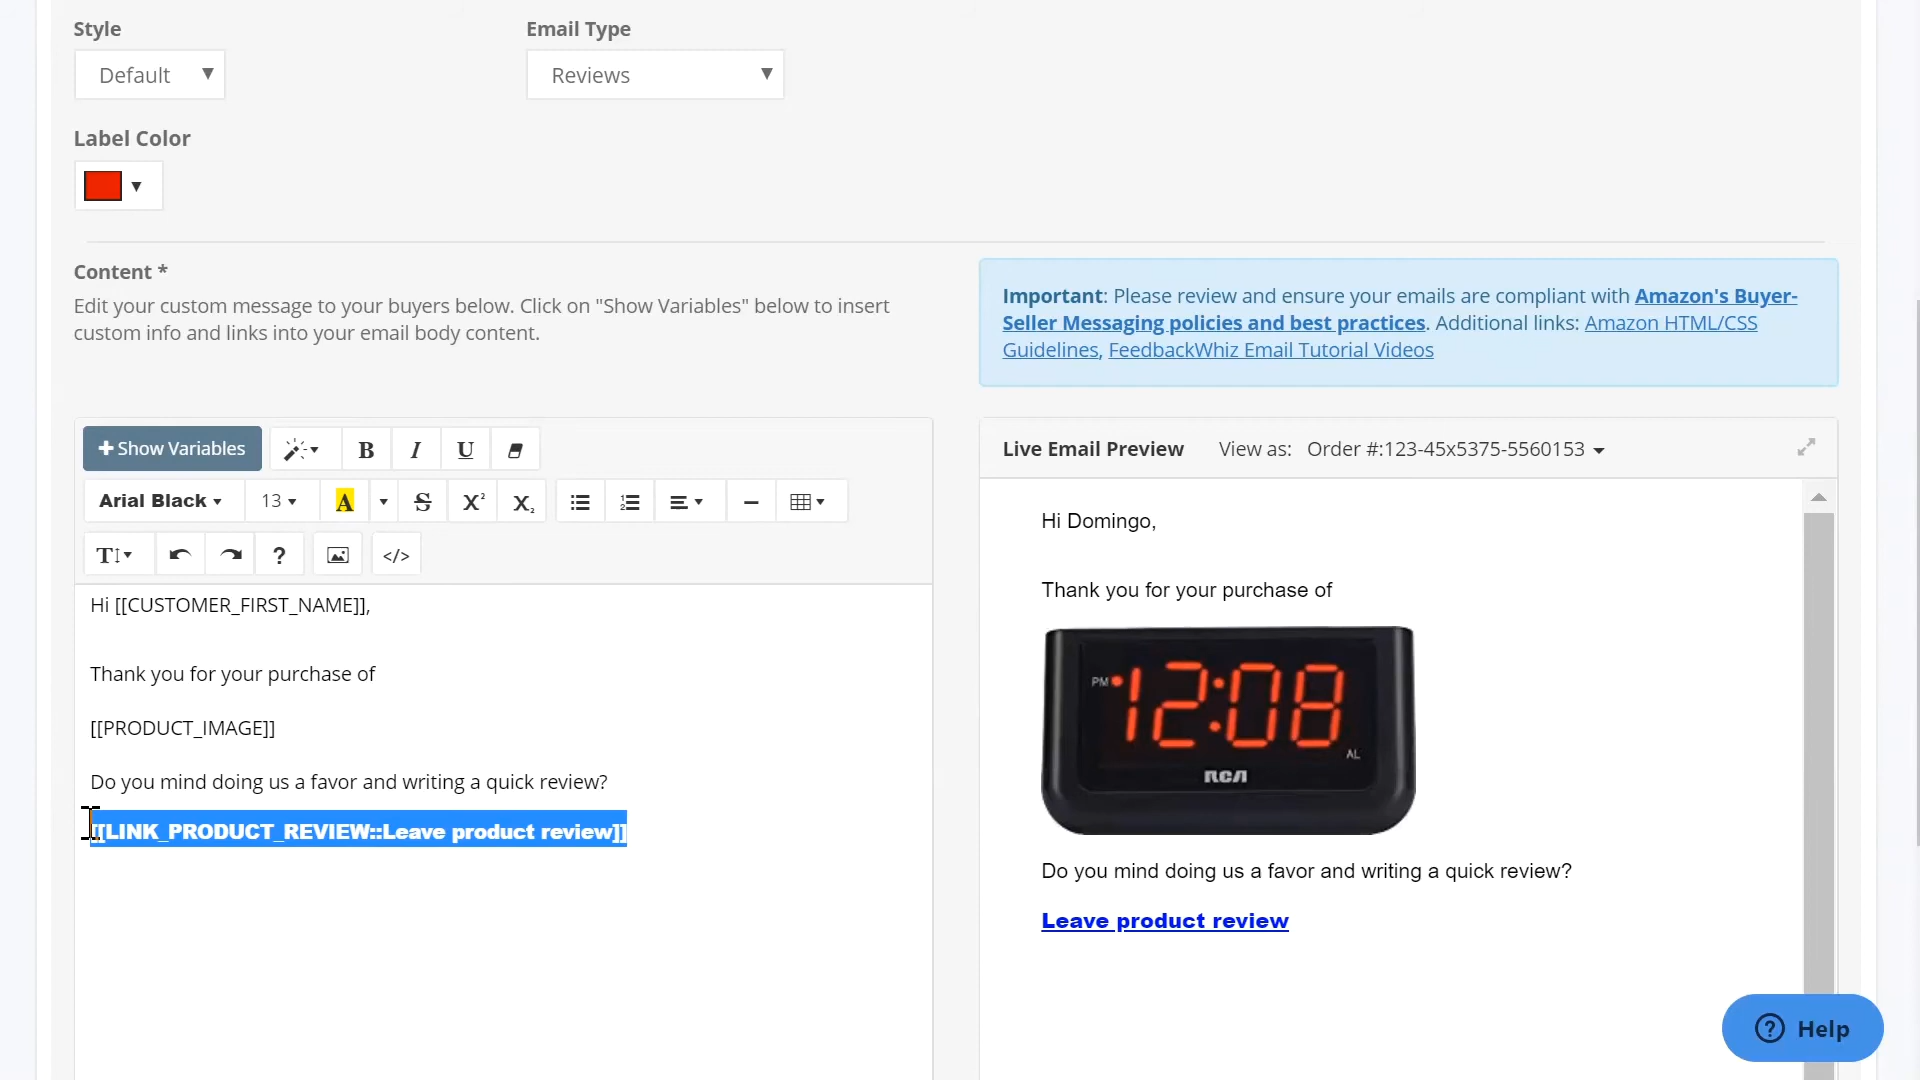 Style
Email Type
Default ▼
Reviews ▼
Label Color
▼
Content *
Edit your custom message to your buyers below. Click on "Show Variables" below to insert
custom info and links into your email body content.
Important: Please review and ensure your emails are compliant with Amazon's Buyer-
Seller Messaging policies and best practices. Additional links: Amazon HTML/CSS
Guidelines, FeedbackWhiz Email Tutorial Videos
+ Show Variables
B I U
Arial Black
13
A
S
X²
X₂
T
?
</>
Hi [[CUSTOMER_FIRST_NAME]],
Thank you for your purchase of
[[PRODUCT_IMAGE]]
Do you mind doing us a favor and writing a quick review?
[[LINK_PRODUCT_REVIEW::Leave product review]]
Live Email Preview
View as: Order #:123-45x5375-5560153
Hi Domingo,
Thank you for your purchase of
PM
12:08
AL
RCA
Do you mind doing us a favor and writing a quick review?
Leave product review
? Help